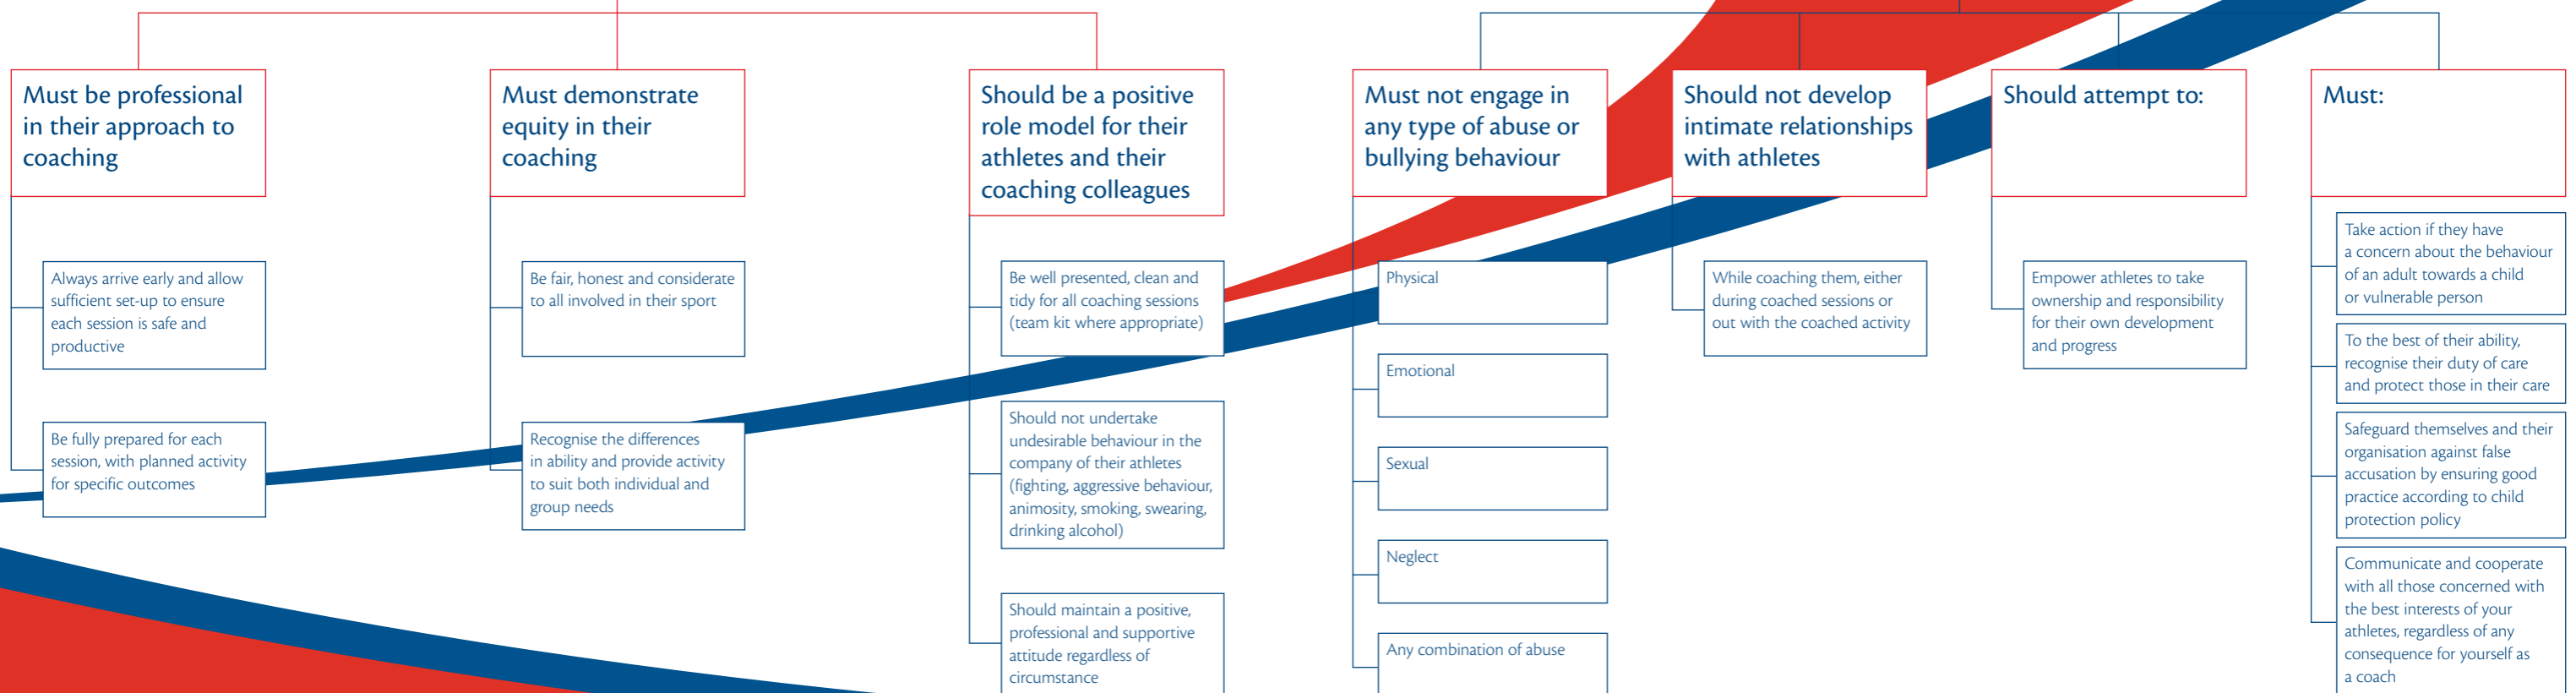 Must be professional
in their approach to
coaching
Always arrive early and allow
sufficient set-up to ensure
each session is safe and
productive
Be fully prepared for each
session, with planned activity
for specific outcomes
Must demonstrate
equity in their
coaching
Be fair, honest and considerate
to all involved in their sport
Recognise the differences
in ability and provide activity
to suit both individual and
group needs
Should be a positive
role model for their
athletes and their
coaching colleagues
Be well presented, clean and
tidy for all coaching sessions
(team kit where appropriate)
Should not undertake
undesirable behaviour in the
company of their athletes
(fighting, aggressive behaviour,
animosity, smoking, swearing,
drinking alcohol)
Should maintain a positive,
professional and supportive
attitude regardless of
circumstance
Must not engage in
any type of abuse or
bullying behaviour
Physical
Emotional
Sexual
Neglect
Any combination of abuse
Should not develop
intimate relationships
with athletes
While coaching them, either
during coached sessions or
out with the coached activity
Should attempt to:
Empower athletes to take
ownership and responsibility
for their own development
and progress
Must:
Take action if they have
a concern about the behaviour
of an adult towards a child
or vulnerable person
To the best of their ability,
recognise their duty of care
and protect those in their care
Safeguard themselves and their
organisation against false
accusation by ensuring good
practice according to child
protection policy
Communicate and cooperate
with all those concerned with
the best interests of your
athletes, regardless of any
consequence for yourself as
a coach